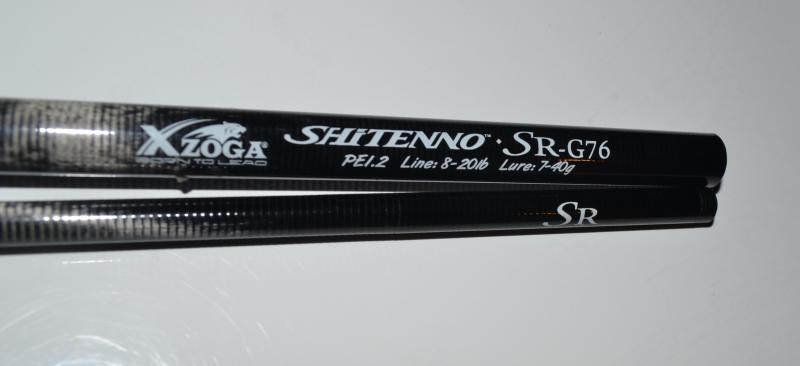 XZOGA SHiTENNO™ · SR-G76
BORN TO LEAD PE1.2 Line: 8-20lb Lure: 7-40g
SR